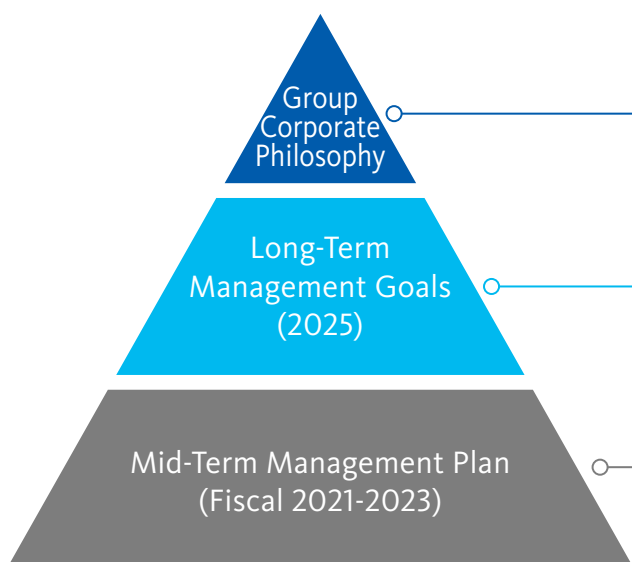 Group
Corporate
Philosophy
Long-Term
Management Goals
(2025)
Mid-Term Management Plan
(Fiscal 2021-2023)